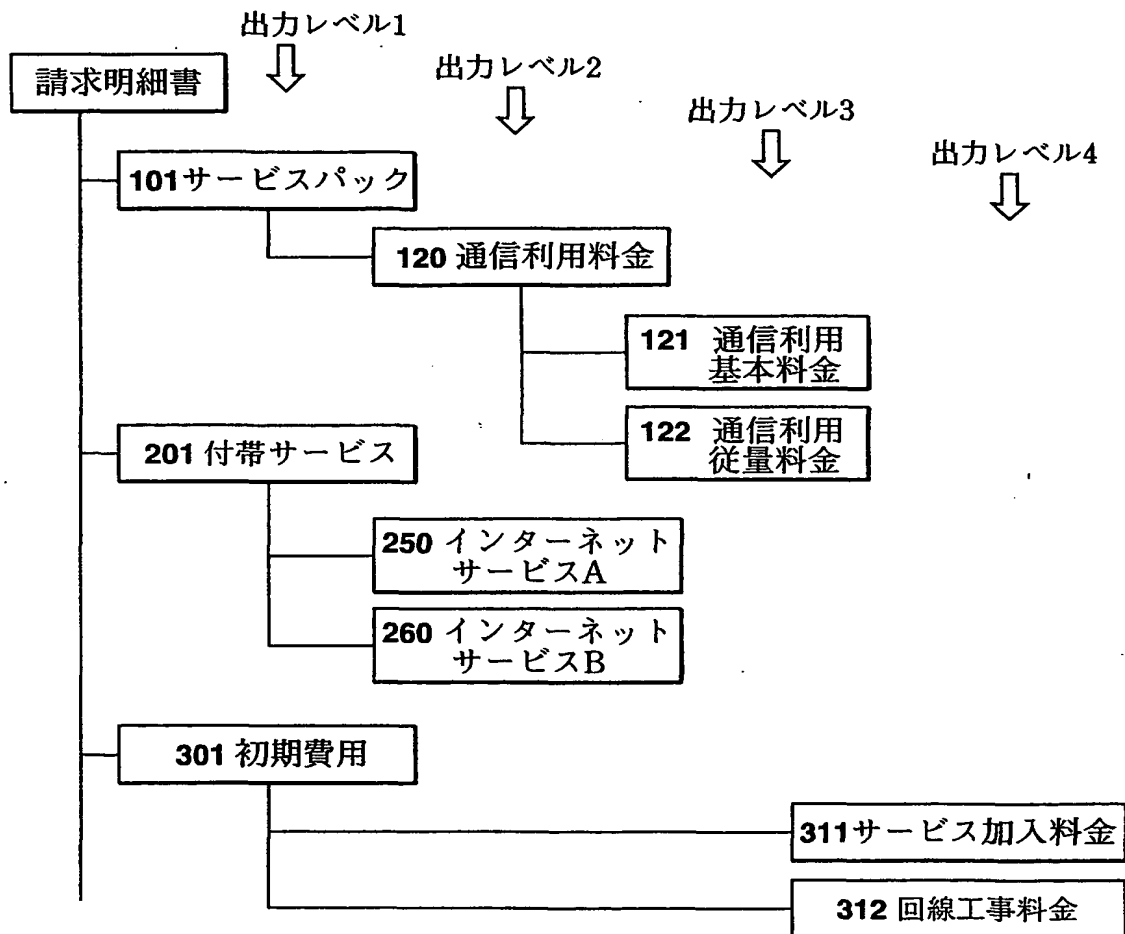 出力レベル1
請求明細書
出力レベル2
出力レベル3
出力レベル4
101サービスパック
120 通信利用料金
121 通信利用
基本料金
122 通信利用
従量料金
201 付帯サービス
250 インターネット
サービスA
260 インターネット
サービスB
301 初期費用
311サービス加入料金
312 回線工事料金